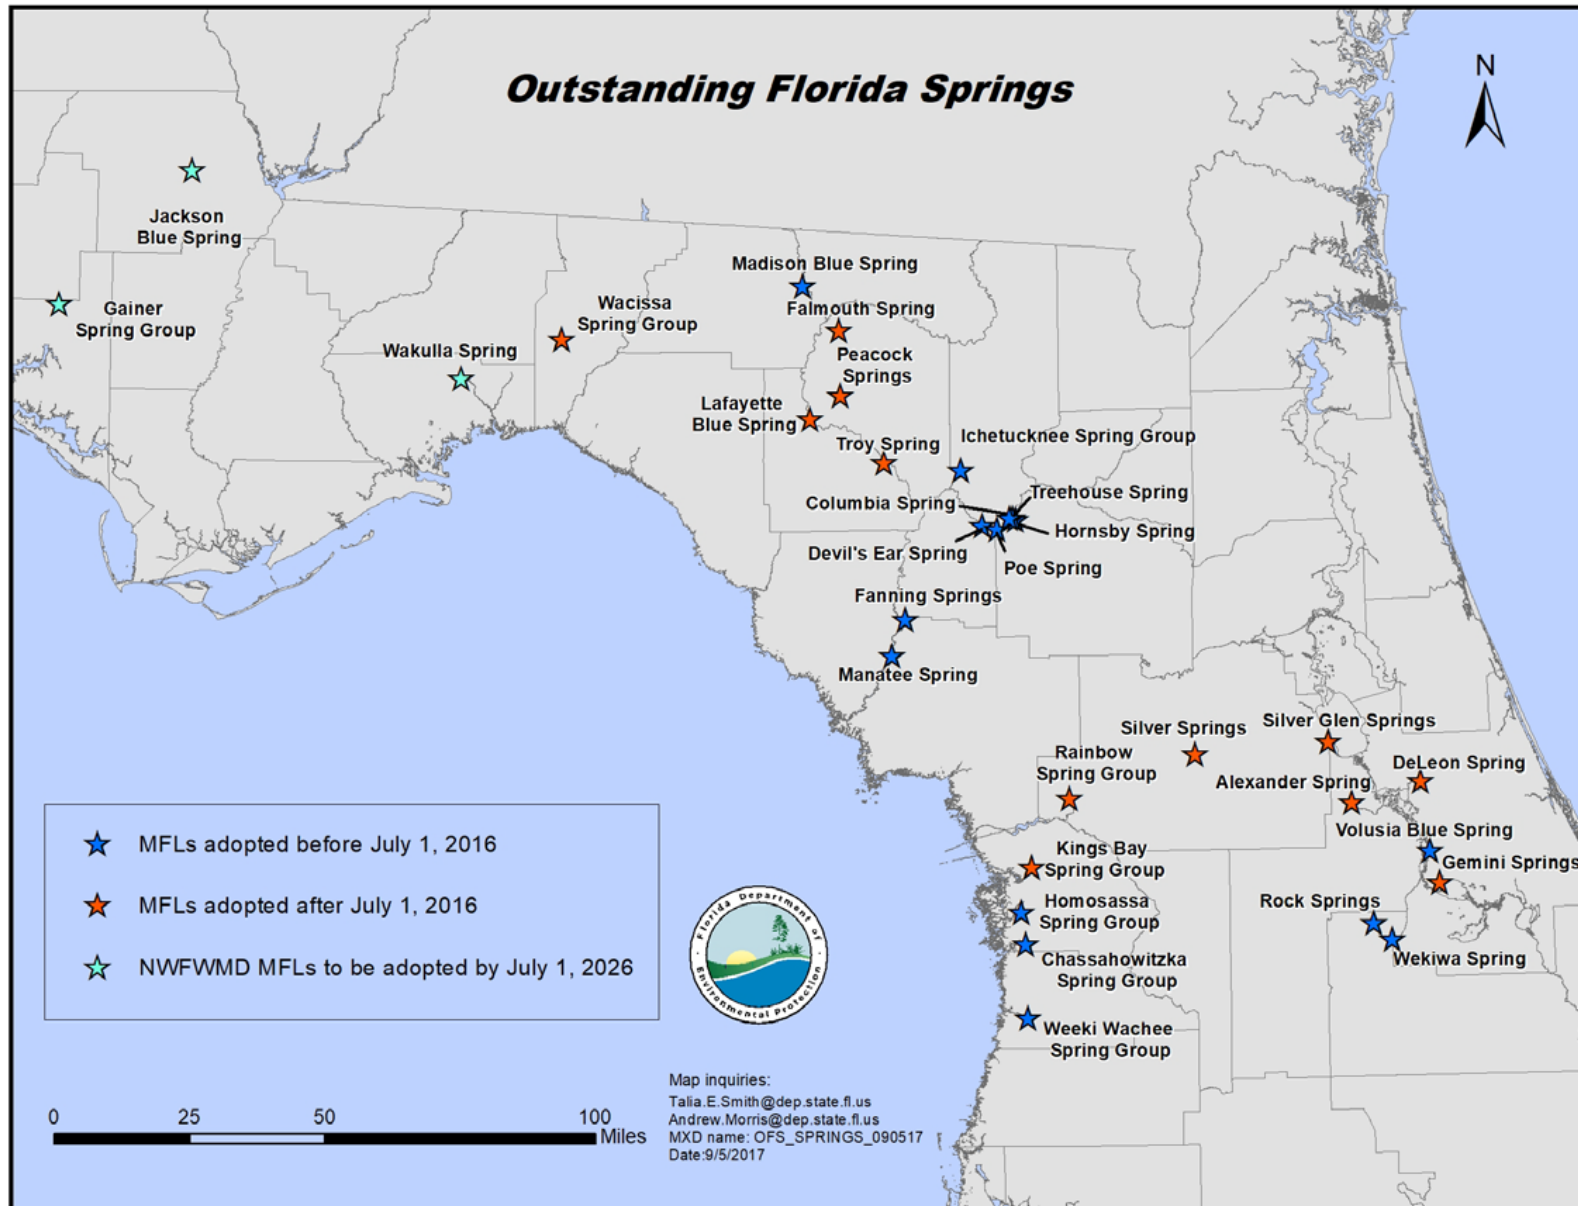 Outstanding Florida Springs
N
Jackson
Blue Spring
Gainer
Spring Group
Wakulla Spring
Wacissa
Spring Group
Madison Blue Spring
Falmouth Spring
Peacock
Springs
Lafayette
Blue Spring
Troy Spring
Ichetucknee Spring Group
Columbia Spring
Treehouse Spring
Hornsby Spring
Devil's Ear Spring
Poe Spring
Fanning Springs
Manatee Spring
Silver Springs
Silver Glen Springs
Rainbow
Spring Group
Alexander Spring
DeLeon Spring
Volusia Blue Spring
Gemini Springs
Kings Bay
Spring Group
Rock Springs
Wekiwa Spring
Homosassa
Spring Group
Chassahowitzka
Spring Group
Weeki Wachee
Spring Group
MFLs adopted before July 1, 2016
MFLs adopted after July 1, 2016
NWFWMD MFLs to be adopted by July 1, 2026
Florida Department of
Environmental Protection
0 25 50 100
Miles
Map inquiries:
Talia.E.Smith@dep.state.fl.us
Andrew.Morris@dep.state.fl.us
MXD name: OFS_SPRINGS_090517
Date:9/5/2017